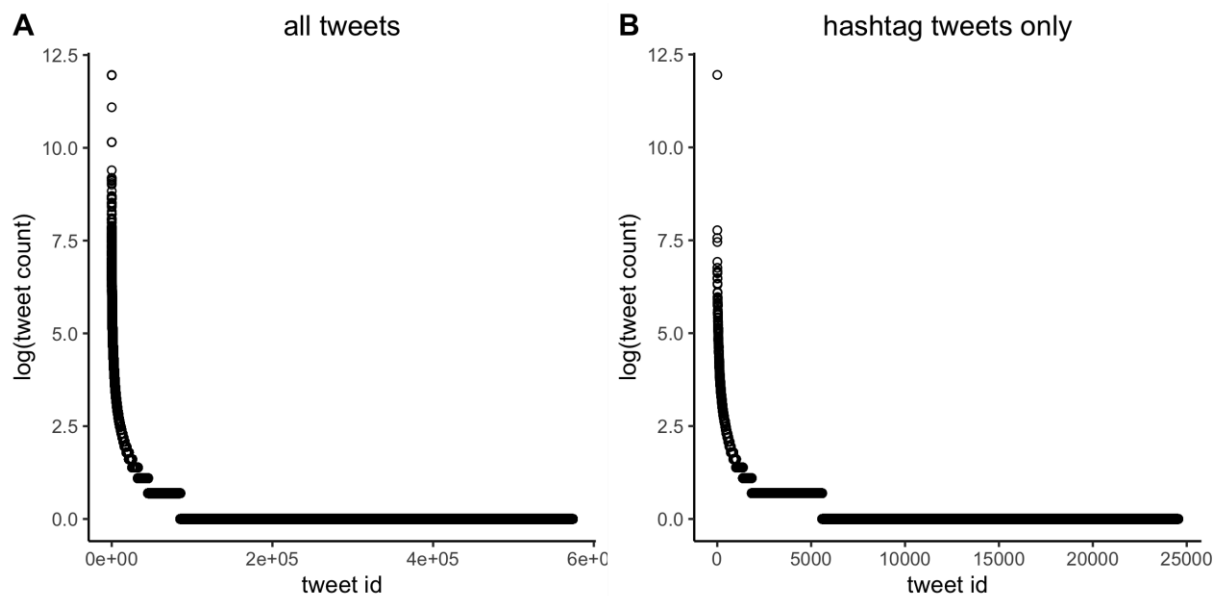 A
all tweets
log(tweet count)
12.5
10.0
7.5
5.0
2.5
0.0
0e+00
2e+05
4e+05
6e+0
tweet id
B
hashtag tweets only
log(tweet count)
12.5
10.0
7.5
5.0
2.5
0.0
0
5000
10000
15000
20000
25000
tweet id